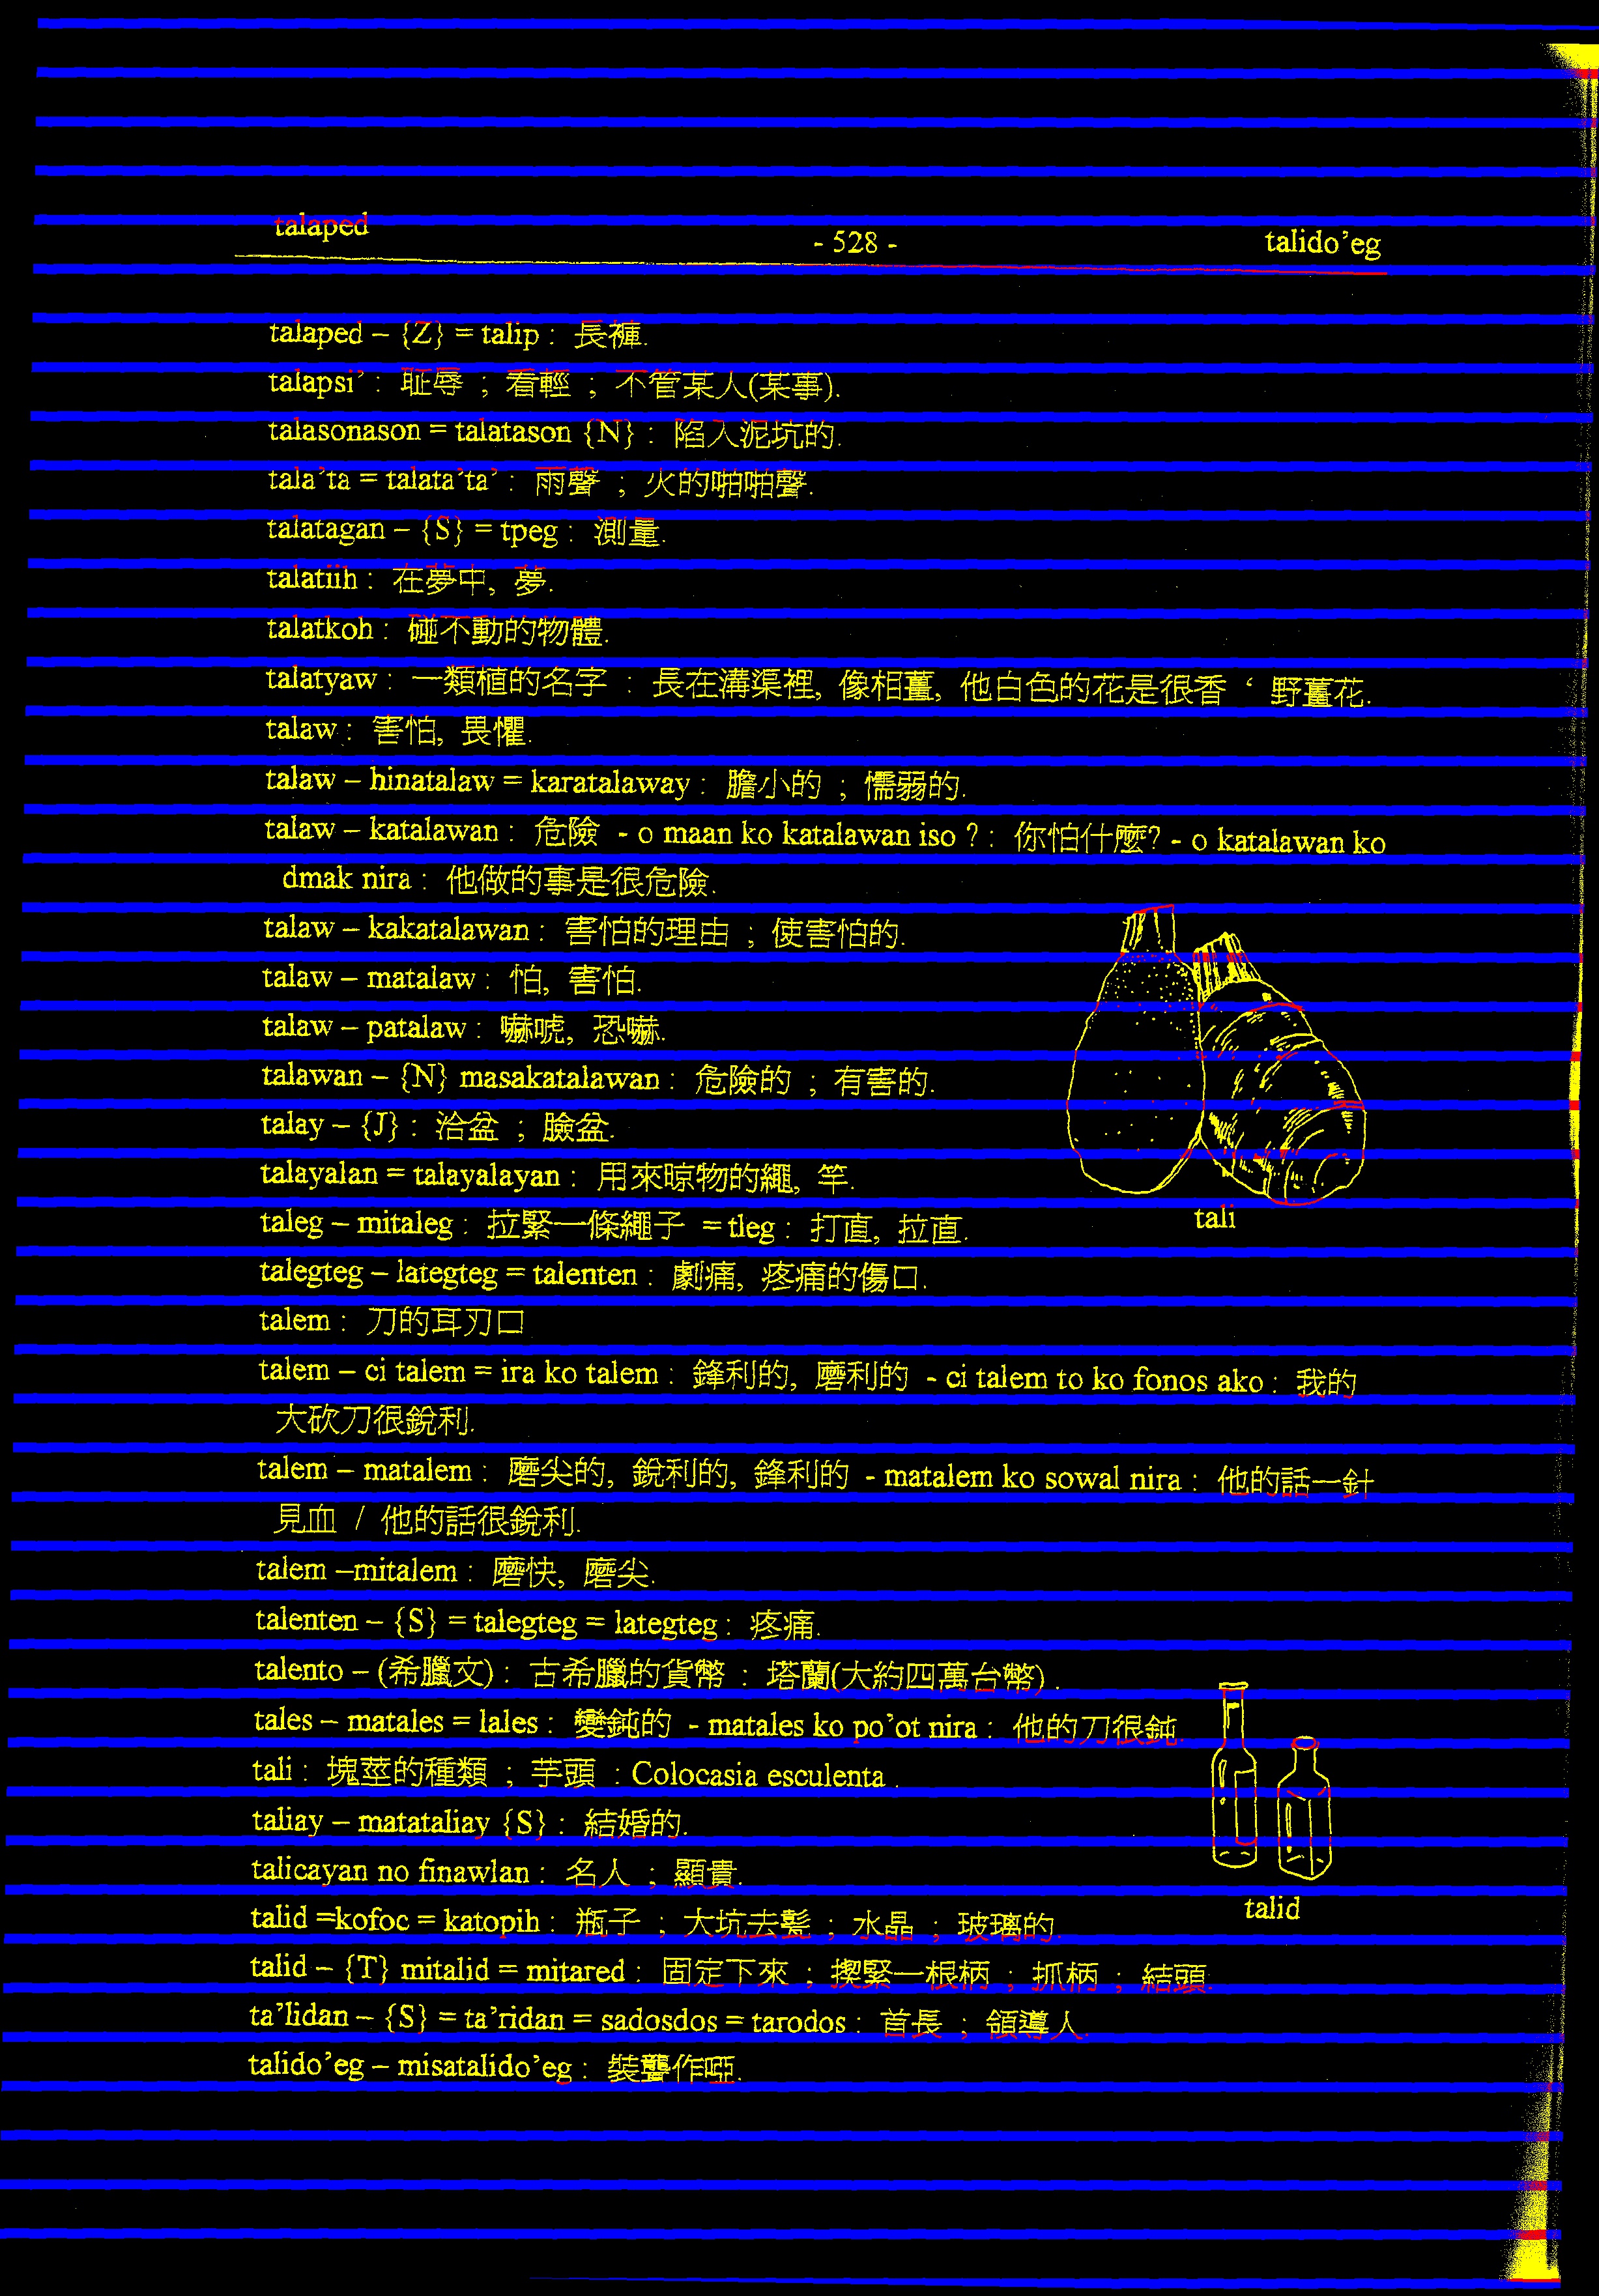 talaped
- 528 -
talido’eg
talaped – {Z} = talip : 長褲.
talapsi’ : 耻辱 ; 看輕 ; 不管某人(某事).
talasonason = talatason {N} : 陷入泥坑的.
tala’ta = talata’ta’ : 雨聲 ; 火的啪啪聲.
talatagan – {S} = tpeg : 測量.
talatiih : 在夢中, 夢.
talatkoh : 碰不動的物體.
talatyaw : 一類植的名字 : 長在溝渠裡, 像相薑, 他白色的花是很香 ‘ 野薑花.
talaw : 害怕, 畏懼.
talaw – hinatalaw = karatalaway : 膽小的 ; 懦弱的.
talaw – katalawan : 危險 - o maan ko katalawan iso ? : 你怕什麼? - o katalawan ko
dmak nira : 他做的事是很危險.
talaw – kakatalawan : 害怕的理由 ; 使害怕的.
talaw – matalaw : 怕, 害怕.
talaw – patalaw : 嚇唬, 恐嚇.
talawan – {N} masakatalawan : 危險的 ; 有害的.
talay – {J} : 洽盆 ; 臉盆.
talayalan = talayalayan : 用來晾物的繩, 竿.
taleg – mitaleg : 拉緊一條繩子 = tleg : 打直, 拉直.
tali
talegteg – lategteg = talenten : 劇痛, 疼痛的傷口.
talem : 刀的耳刃口
talem – ci talem = ira ko talem : 鋒利的, 磨利的 - ci talem to ko fonos ako : 我的
大砍刀很銳利.
talem – matalem : 磨尖的, 銳利的, 鋒利的 - matalem ko sowal nira : 他的話一針
見血 / 他的話很銳利.
talem –mitalem : 磨快, 磨尖.
talenten – {S} = talegteg = lategteg : 疼痛.
talento – (希臘文) : 古希臘的貨幣 : 塔蘭(大約四萬台幣) .
tales – matales = lales : 變鈍的 - matales ko po’ot nira : 他的刀很鈍.
tali : 塊莖的種類 ; 芋頭 : Colocasia esculenta .
taliay – matataliay {S} : 結婚的.
talicayan no finawlan : 名人 ; 顯貴.
talid =kofoc = katopih : 瓶子 ; 大坑去髦 ; 水晶 ; 玻璃的.
talid
talid – {T} mitalid = mitared : 固定下來 ; 揳緊一根柄 ; 抓柄 ; 結頭.
ta’lidan – {S} = ta’ridan = sadosdos = tarodos : 首長 ; 領導人.
talido’eg – misatalido’eg : 裝聾作啞.